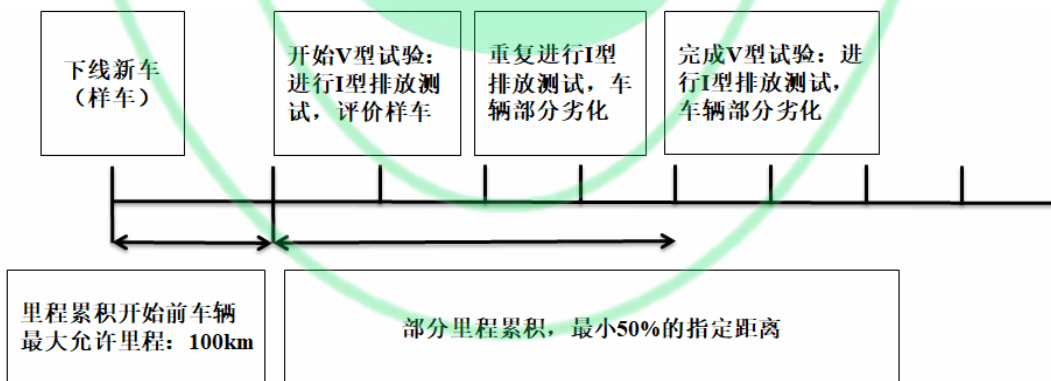 下线新车
（样车）
开始V型试验：
进行I型排放测
试，评价样车
重复进行I型
排放测试，车
辆部分劣化
完成V型试验：进
行I型排放测试，
车辆部分劣化
里程累积开始前车辆
最大允许里程：100km
部分里程累积，最小50%的指定距离